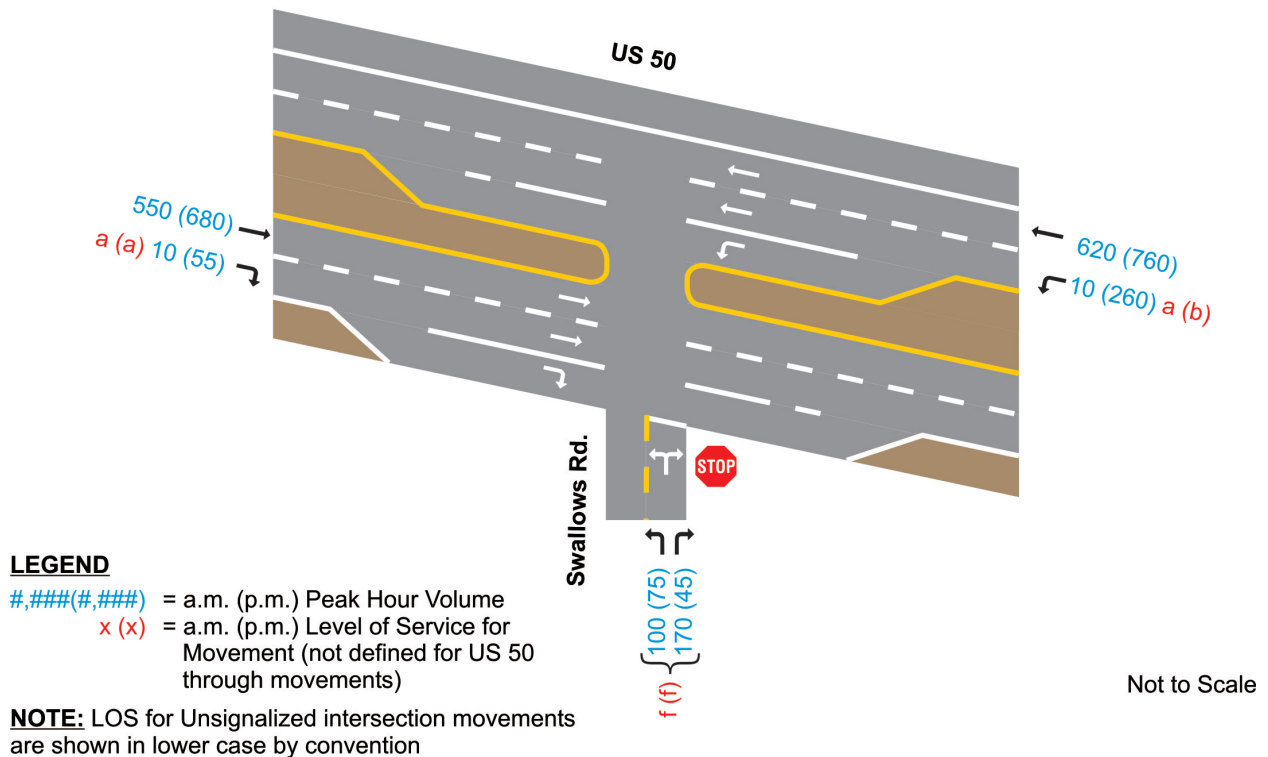 US 50
550 (680)
a (a) 10 (55)
620 (760)
10 (260) a (b)
STOP
Swallows Rd.
100 (75)
170 (45)
f (f)
LEGEND
#,###(#,###) = a.m. (p.m.) Peak Hour Volume
x (x) = a.m. (p.m.) Level of Service for
Movement (not defined for US 50
through movements)
Not to Scale
NOTE: LOS for Unsignalized intersection movements
are shown in lower case by convention